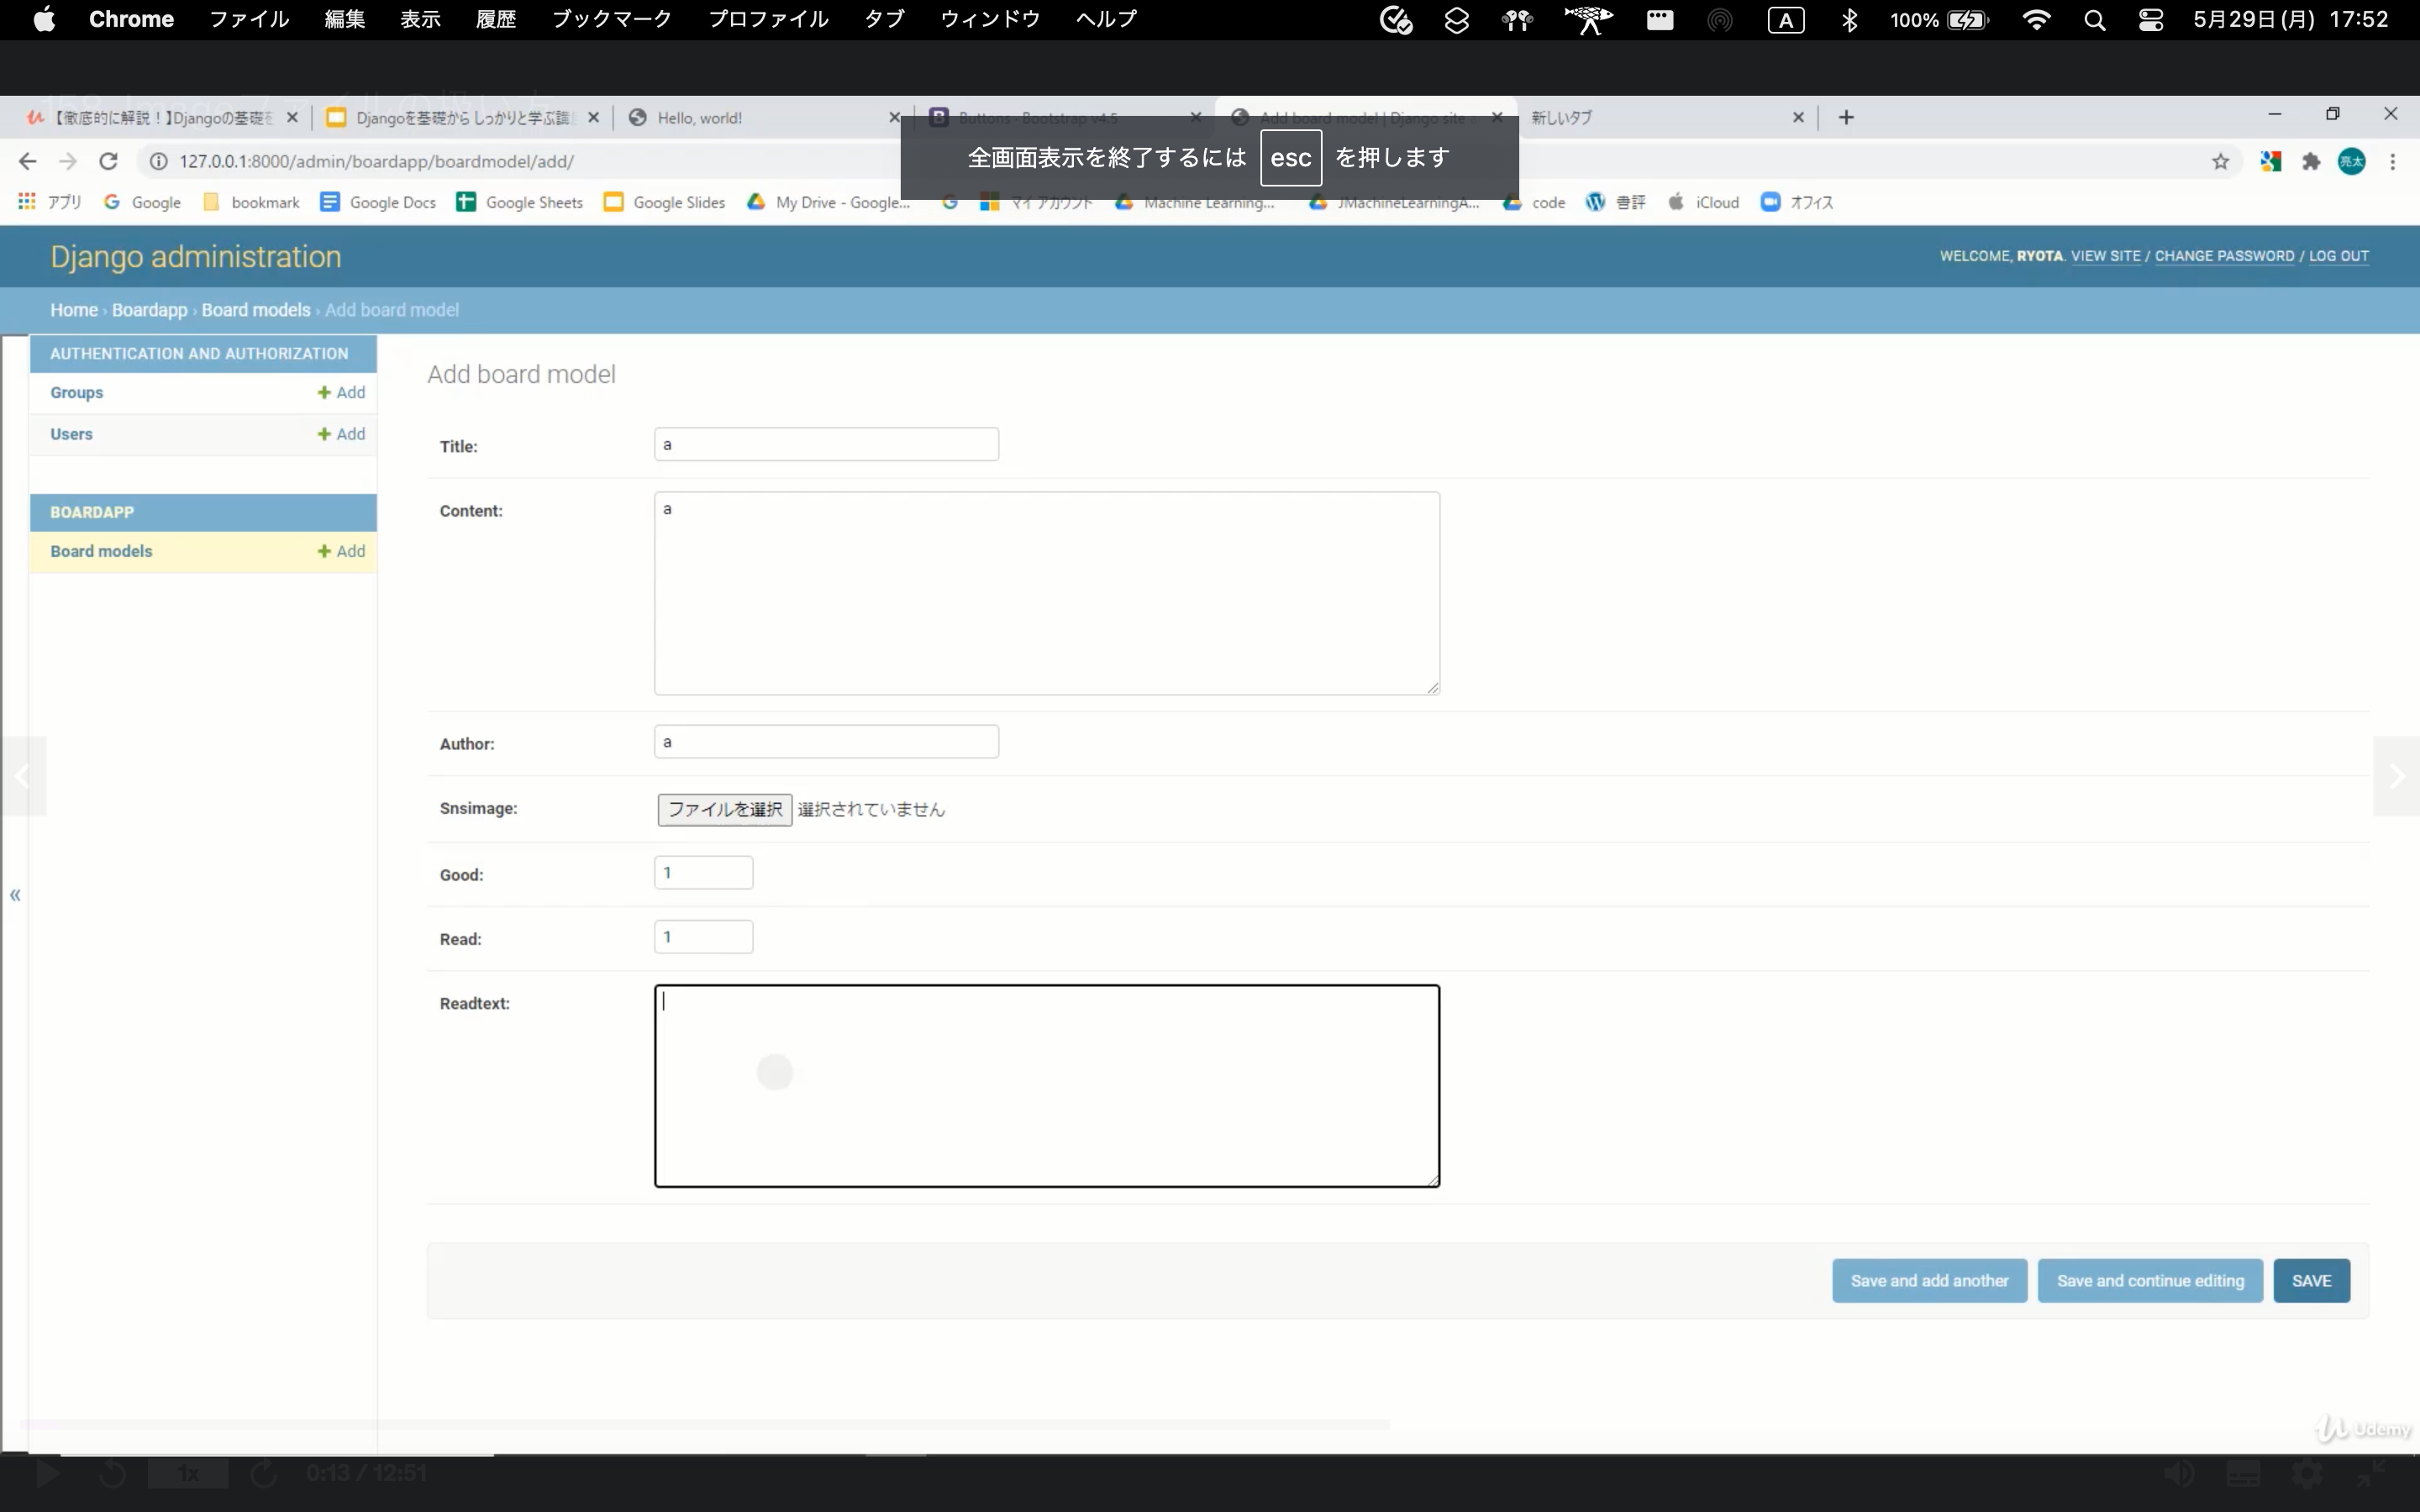 Chrome ファイル 編集 表示 履歴 ブックマーク プロファイル タブ ウィンドウ ヘルプ A 100% 5月29日(月) 17:52
【徹底的に解説！】Djangoの基礎を Djangoを基礎からしっかりと学ぶ講 Hello, world! Buttons · Bootstrap v4.5 Add board model | Django site 新しいタブ
127.0.0.1:8000/admin/boardapp/boardmodel/add/ 亮太
全画面表示を終了するには esc を押します
アプリ Google bookmark Google Docs Google Sheets Google Slides My Drive - Google... マイ アカウント Machine Learning... JMachineLearningA... code 書評 iCloud オフィス
Django administration
WELCOME, RYOTA. VIEW SITE / CHANGE PASSWORD / LOG OUT
Home › Boardapp › Board models › Add board model
AUTHENTICATION AND AUTHORIZATION
Groups + Add
Users + Add
BOARDAPP
Board models + Add
«
Add board model
Title: a
Content: a
Author: a
Snsimage: ファイルを選択 選択されていません
Good: 1
Read: 1
Readtext:
Save and add another Save and continue editing SAVE
Udemy
1x 0:13 / 12:51